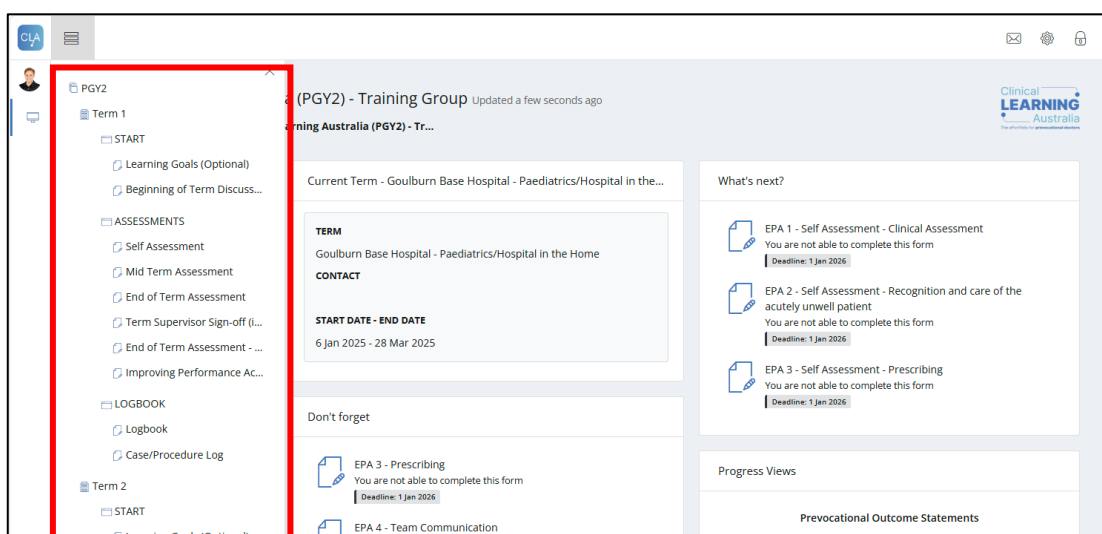 CLA
PGY2
Term 1
START
Learning Goals (Optional)
Beginning of Term Discuss...
ASSESSMENTS
Self Assessment
Mid Term Assessment
End of Term Assessment
Term Supervisor Sign-off (i...
End of Term Assessment - ...
Improving Performance Ac...
LOGBOOK
Logbook
Case/Procedure Log
Term 2
START
(PGY2) - Training Group Updated a few seconds ago
arning Australia (PGY2) - Tr...
Clinical
LEARNING
Australia
The ePortfolio for prevocational doctors
Current Term - Goulburn Base Hospital - Paediatrics/Hospital in the...
TERM
Goulburn Base Hospital - Paediatrics/Hospital in the Home
CONTACT
START DATE - END DATE
6 Jan 2025 - 28 Mar 2025
Don't forget
EPA 3 - Prescribing
You are not able to complete this form
Deadline: 1 Jan 2026
EPA 4 - Team Communication
What's next?
EPA 1 - Self Assessment - Clinical Assessment
You are not able to complete this form
Deadline: 1 Jan 2026
EPA 2 - Self Assessment - Recognition and care of the
acutely unwell patient
You are not able to complete this form
Deadline: 1 Jan 2026
EPA 3 - Self Assessment - Prescribing
You are not able to complete this form
Deadline: 1 Jan 2026
Progress Views
Prevocational Outcome Statements